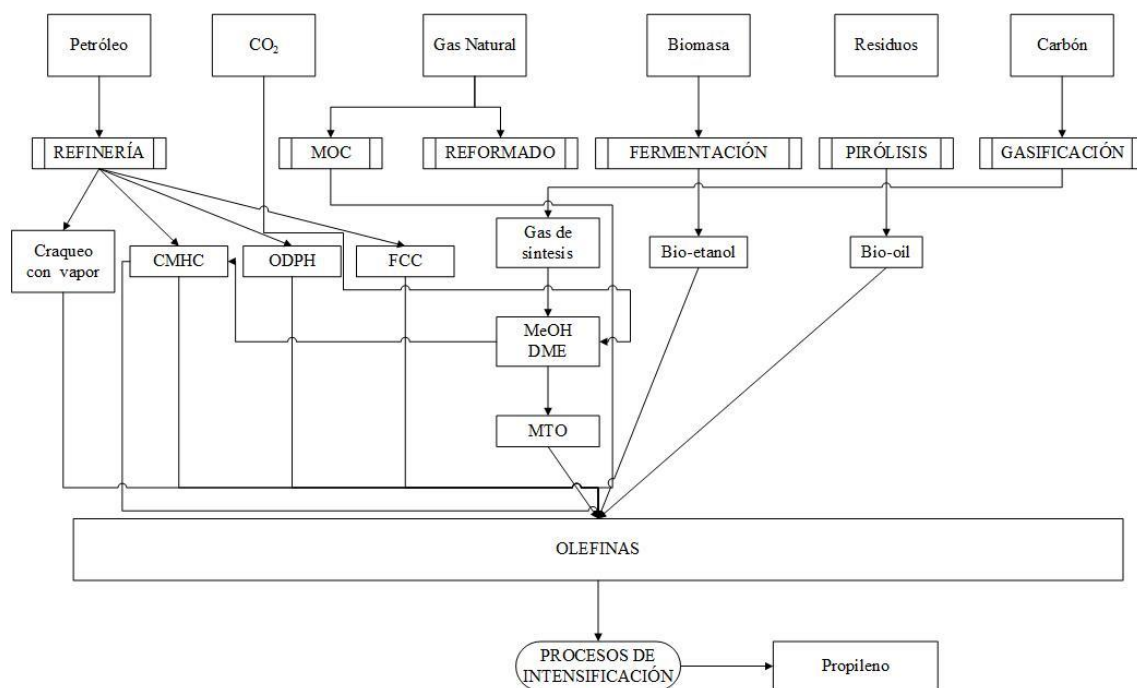 Petróleo
CO₂
Gas Natural
Biomasa
Residuos
Carbón
REFINERÍA
MOC
REFORMADO
FERMENTACIÓN
PIRÓLISIS
GASIFICACIÓN
Craqueo
con vapor
CMHC
ODPH
FCC
Gas de
síntesis
Bio-etanol
Bio-oil
MeOH
DME
MTO
OLEFINAS
PROCESOS DE
INTENSIFICACIÓN
Propileno